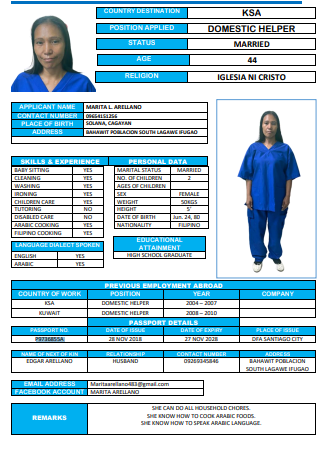 COUNTRY DESTINATION KSA
POSITION APPLIED DOMESTIC HELPER
STATUS MARRIED
AGE 44
RELIGION IGLESIA NI CRISTO
APPLICANT NAME MARITA L. ARELLANO
CONTACT NUMBER 09654151256
PLACE OF BIRTH SOLANA, CAGAYAN
ADDRESS BAHAWIT POBLACION SOUTH LAGAWE IFUGAO
SKILLS & EXPERIENCE
BABY SITTING YES
CLEANING YES
WASHING YES
IRONING YES
CHILDREN CARE YES
TUTORING NO
DISABLED CARE NO
ARABIC COOKING YES
FILIPINO COOKING YES
LANGUAGE DIALECT SPOKEN
ENGLISH YES
ARABIC YES
PERSONAL DATA
MARITAL STATUS MARRIED
NO. OF CHILDREN 2
AGES OF CHILDREN
SEX FEMALE
WEIGHT 50KGS
HEIGHT 5'
DATE OF BIRTH Jun. 24, 80
NATIONALITY FILIPINO
EDUCATIONAL
ATTAINMENT
HIGH SCHOOL GRADUATE
PREVIOUS EMPLOYMENT ABROAD
COUNTRY OF WORK POSITION YEAR COMPANY
KSA DOMESTIC HELPER 2004 – 2007
KUWAIT DOMESTIC HELPER 2008 – 2010
PASSPORT DETAILS
PASSPORT NO. DATE OF ISSUE DATE OF EXPIRY PLACE OF ISSUE
P9736855A 28 NOV 2018 27 NOV 2028 DFA SANTIAGO CITY
NAME OF NEXT OF KIN RELATIONSHIP CONTACT NUMBER ADDRESS
EDGAR ARELLANO HUSBAND 09269345846 BAHAWIT POBLACION
SOUTH LAGAWE IFUGAO
EMAIL ADDRESS Maritaarellano483@gmail.com
FACEBOOK ACCOUNT MARITA ARELLANO
REMARKS
SHE CAN DO ALL HOUSEHOLD CHORES.
SHE KNOW HOW TO COOK ARABIC FOODS.
SHE KNOW HOW TO SPEAK ARABIC LANGUAGE.